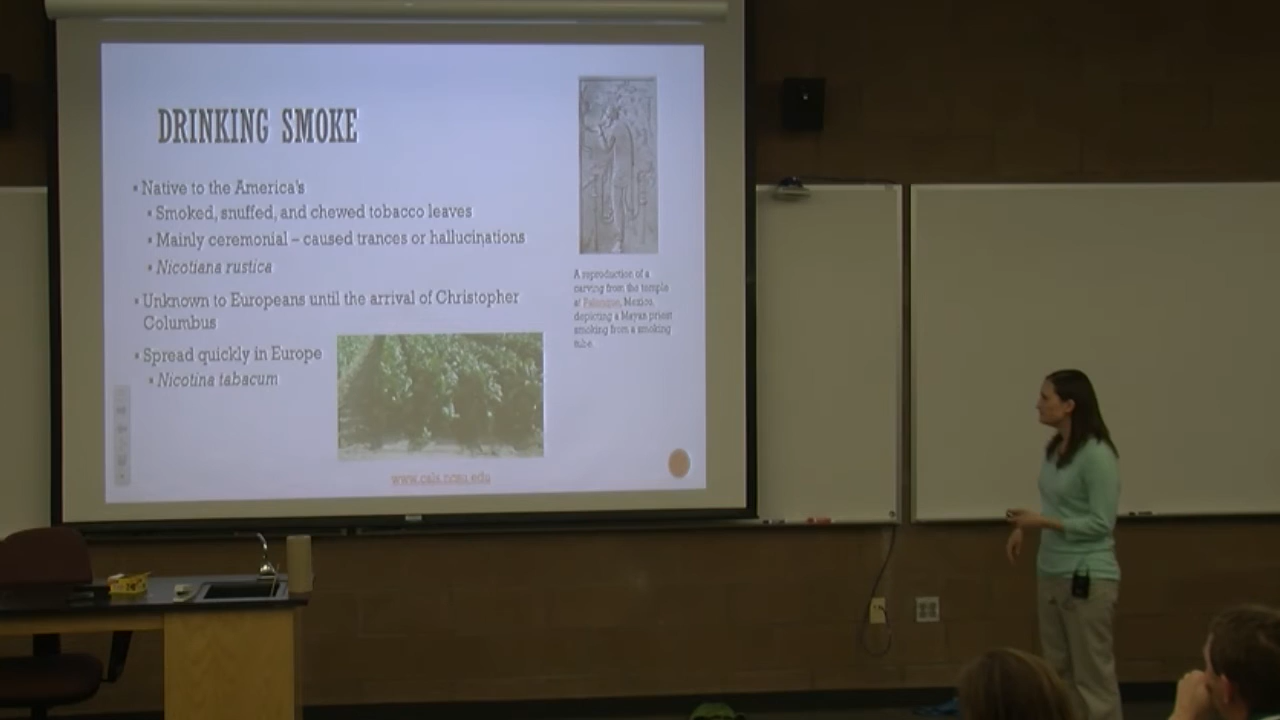 DRINKING SMOKE
Native to the America's
Smoked, snuffed, and chewed tobacco leaves
Mainly ceremonial – caused trances or hallucinations
Nicotiana rustica
Unknown to Europeans until the arrival of Christopher
Columbus
Spread quickly in Europe
Nicotina tabacum
www.cals.ncsu.edu
A reproduction of a
carving from the temple
at Palenque, Mexico,
depicting a Mayan priest
smoking from a smoking
tube.